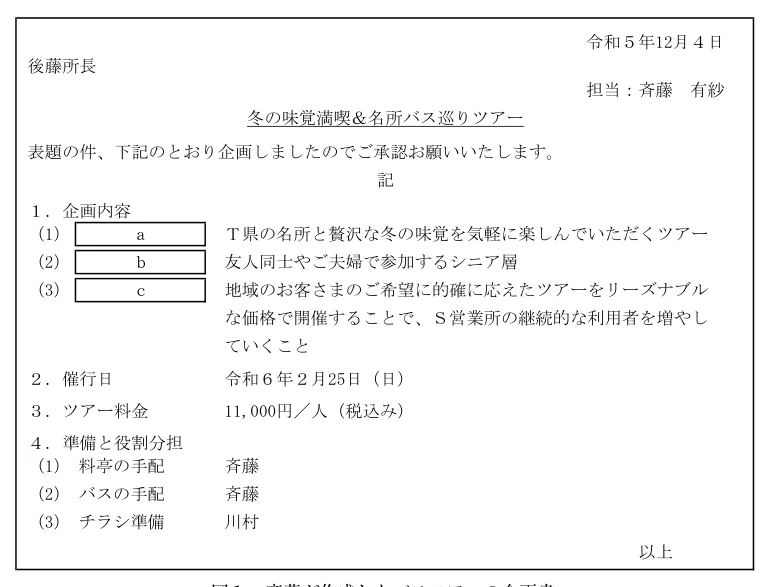 令和５年12月４日
後藤所長
担当：斉藤　有紗
冬の味覚満喫＆名所バス巡りツアー
表題の件、下記のとおり企画しましたのでご承認お願いいたします。
記
１．企画内容
(1) a Ｔ県の名所と贅沢な冬の味覚を気軽に楽しんでいただくツアー
(2) b 友人同士やご夫婦で参加するシニア層
(3) c 地域のお客さまのご希望に的確に応えたツアーをリーズナブル
な価格で開催することで、Ｓ営業所の継続的な利用者を増やし
ていくこと
２．催行日 令和６年２月25日（日）
３．ツアー料金 11,000円／人（税込み）
４．準備と役割分担
(1) 料亭の手配 斉藤
(2) バスの手配 斉藤
(3) チラシ準備 川村
以上